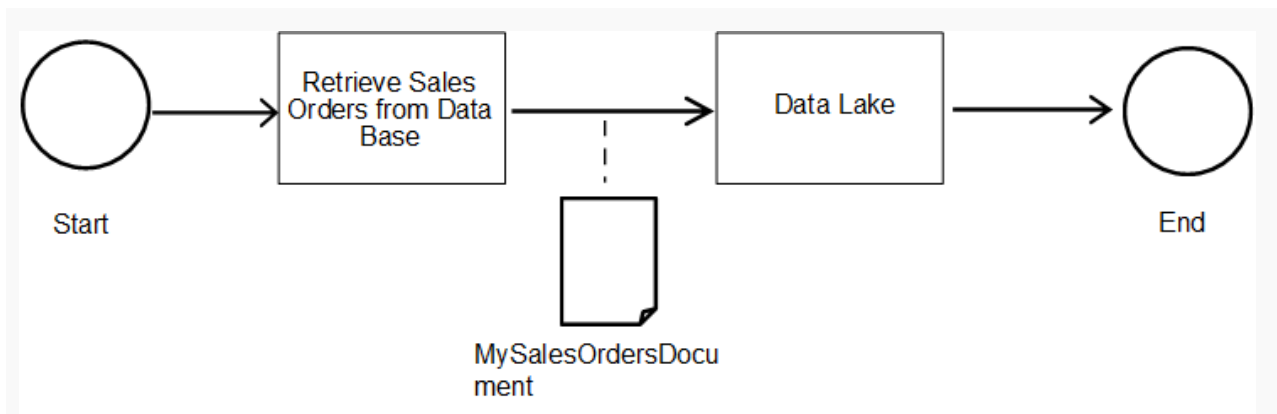 Retrieve Sales
Orders from Data
Base
Data Lake
Start
End
MySalesOrdersDocu
ment